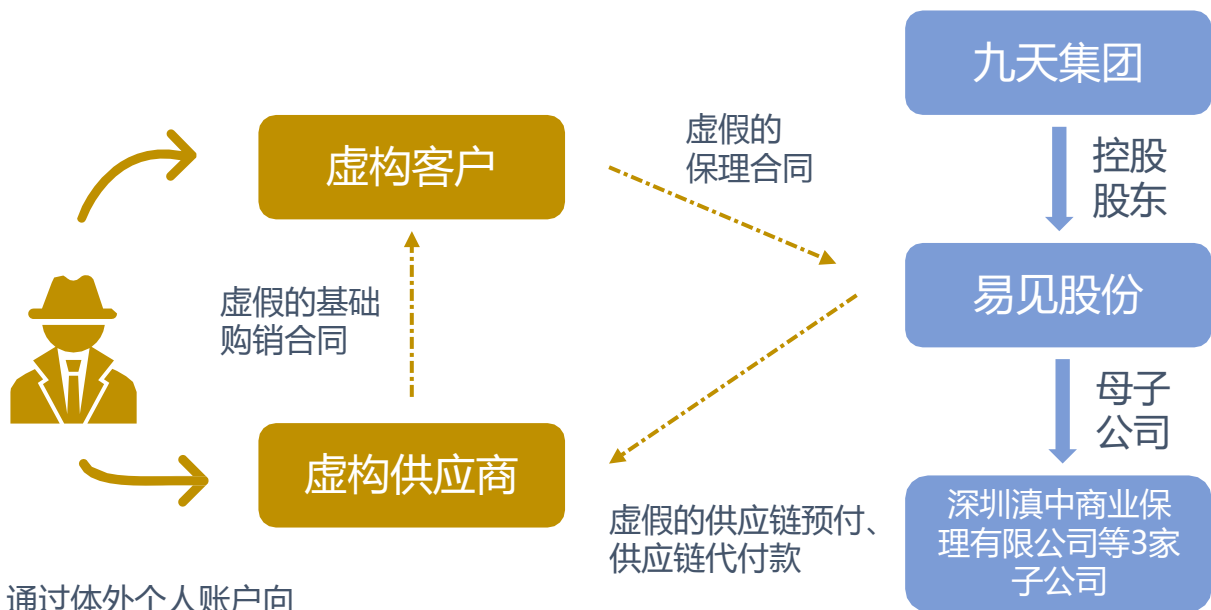 九天集团
虚构客户
虚假的
保理合同
控股
股东
虚假的基础
购销合同
易见股份
母子
公司
虚构供应商
虚假的供应链预付、
供应链代付款
深圳滇中商业保
理有限公司等3家
子公司
通过体外个人账户向